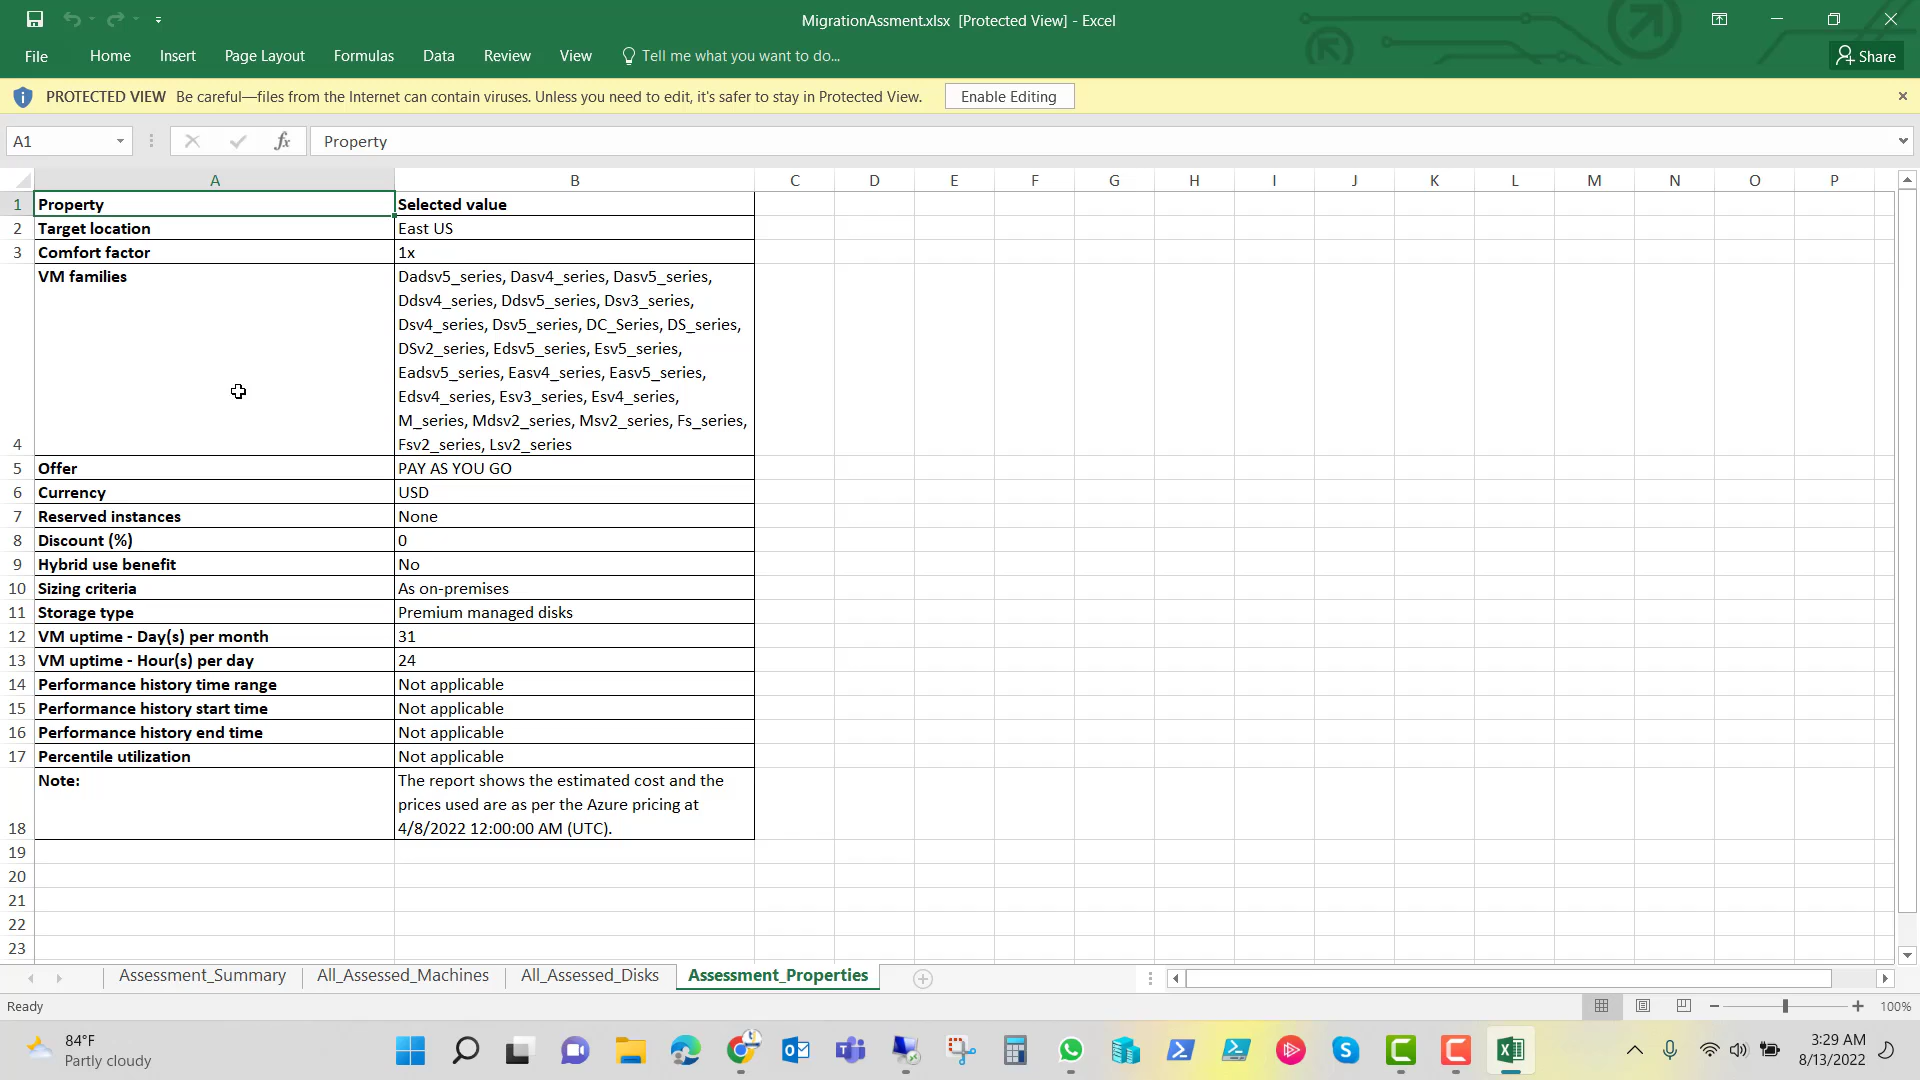 MigrationAssment.xlsx [Protected View] - Excel
File Home Insert Page Layout Formulas Data Review View Tell me what you want to do... Share
PROTECTED VIEW Be careful—files from the Internet can contain viruses. Unless you need to edit, it's safer to stay in Protected View. Enable Editing
A1 fx Property
A B C D E F G H I J K L M N O P
1 Property Selected value
2 Target location East US
3 Comfort factor 1x
VM families Dadsv5_series, Dasv4_series, Dasv5_series,
Ddsv4_series, Ddsv5_series, Dsv3_series,
Dsv4_series, Dsv5_series, DC_Series, DS_series,
DSv2_series, Edsv5_series, Esv5_series,
Eadsv5_series, Easv4_series, Easv5_series,
Edsv4_series, Esv3_series, Esv4_series,
M_series, Mdsv2_series, Msv2_series, Fs_series,
4 Fsv2_series, Lsv2_series
5 Offer PAY AS YOU GO
6 Currency USD
7 Reserved instances None
8 Discount (%) 0
9 Hybrid use benefit No
10 Sizing criteria As on-premises
11 Storage type Premium managed disks
12 VM uptime - Day(s) per month 31
13 VM uptime - Hour(s) per day 24
14 Performance history time range Not applicable
15 Performance history start time Not applicable
16 Performance history end time Not applicable
17 Percentile utilization Not applicable
Note: The report shows the estimated cost and the
prices used are as per the Azure pricing at
18 4/8/2022 12:00:00 AM (UTC).
19
20
21
22
23
Assessment_Summary All_Assessed_Machines All_Assessed_Disks Assessment_Properties
Ready 100%
84°F 3:29 AM
Partly cloudy 8/13/2022